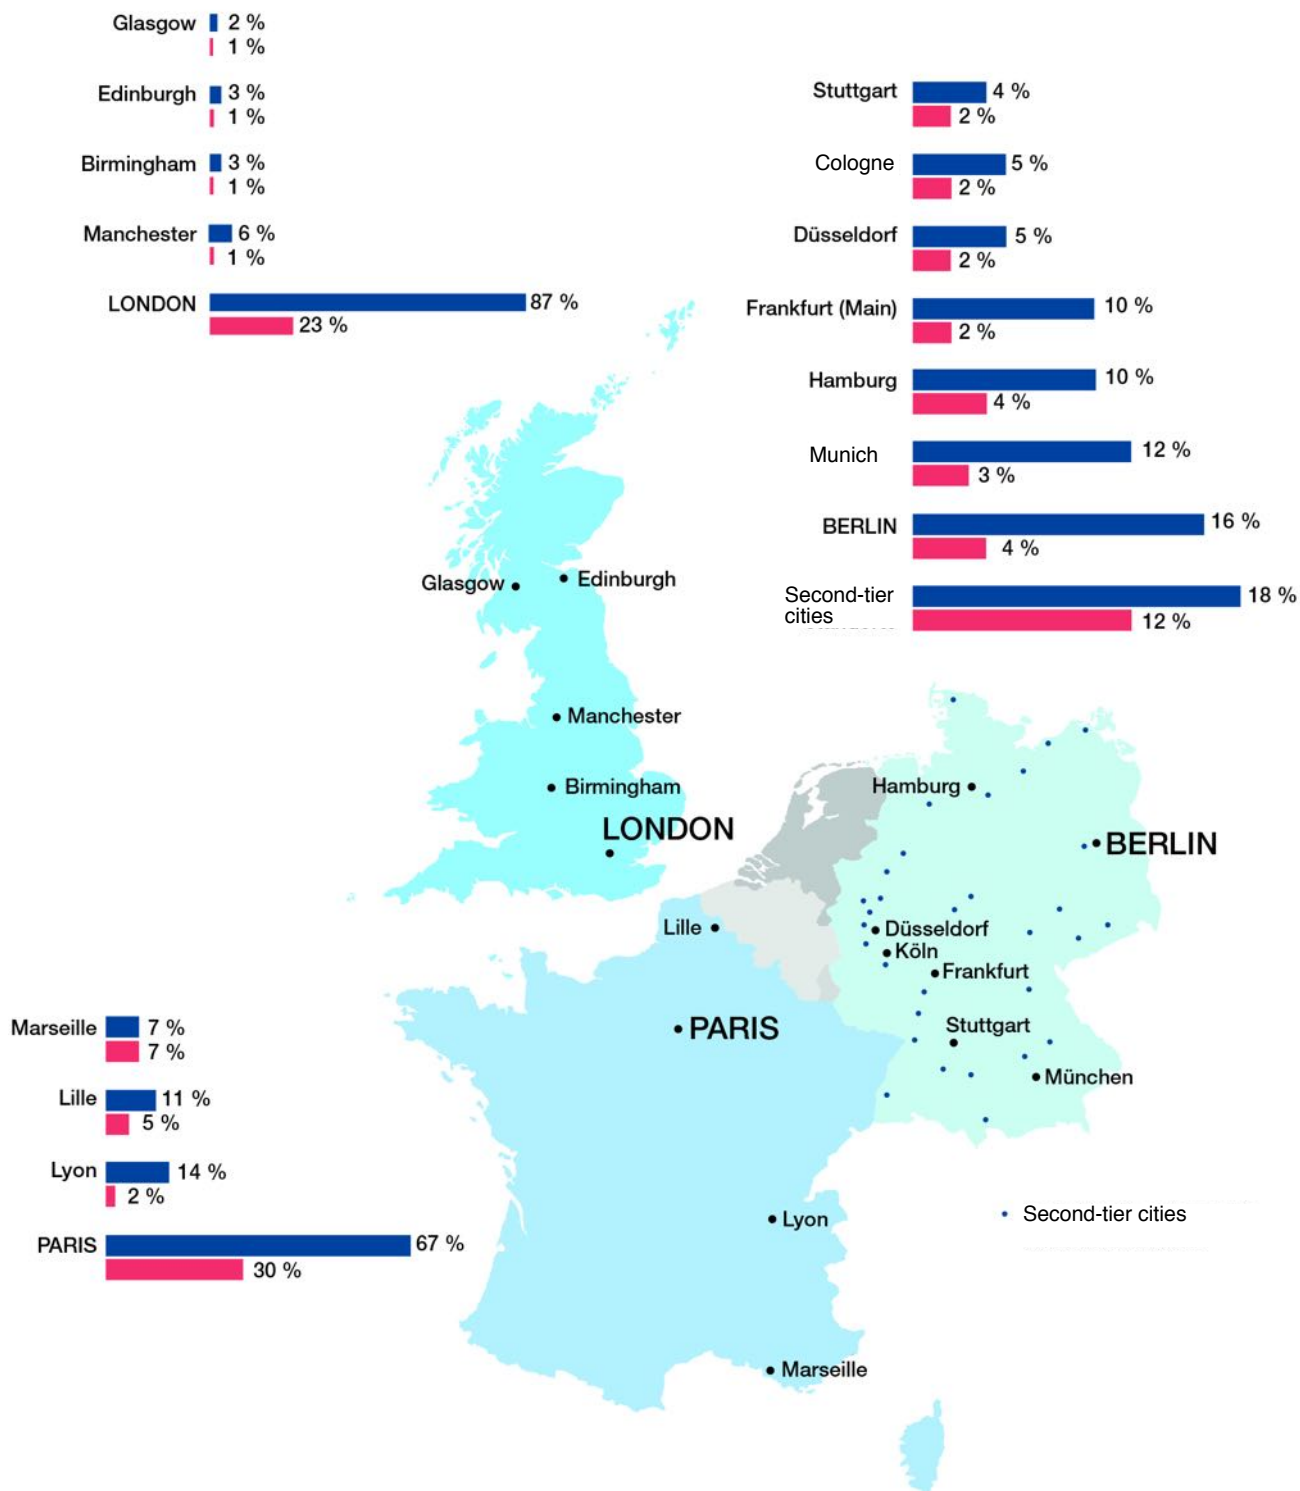 Glasgow 2 %
1 %
Edinburgh 3 %
1 %
Birmingham 3 %
1 %
Manchester 6 %
1 %
LONDON 87 %
23 %
Stuttgart 4 %
2 %
Cologne 5 %
2 %
Düsseldorf 5 %
2 %
Frankfurt (Main) 10 %
2 %
Hamburg 10 %
4 %
Munich 12 %
3 %
BERLIN 16 %
4 %
Second-tier
cities
18 %
12 %
Glasgow
Edinburgh
Manchester
Birmingham
LONDON
Hamburg
BERLIN
Lille
Düsseldorf
Köln
Frankfurt
PARIS
Stuttgart
München
Marseille 7 %
7 %
Lille 11 %
5 %
Lyon 14 %
2 %
PARIS 67 %
30 %
Lyon
Second-tier cities
Marseille